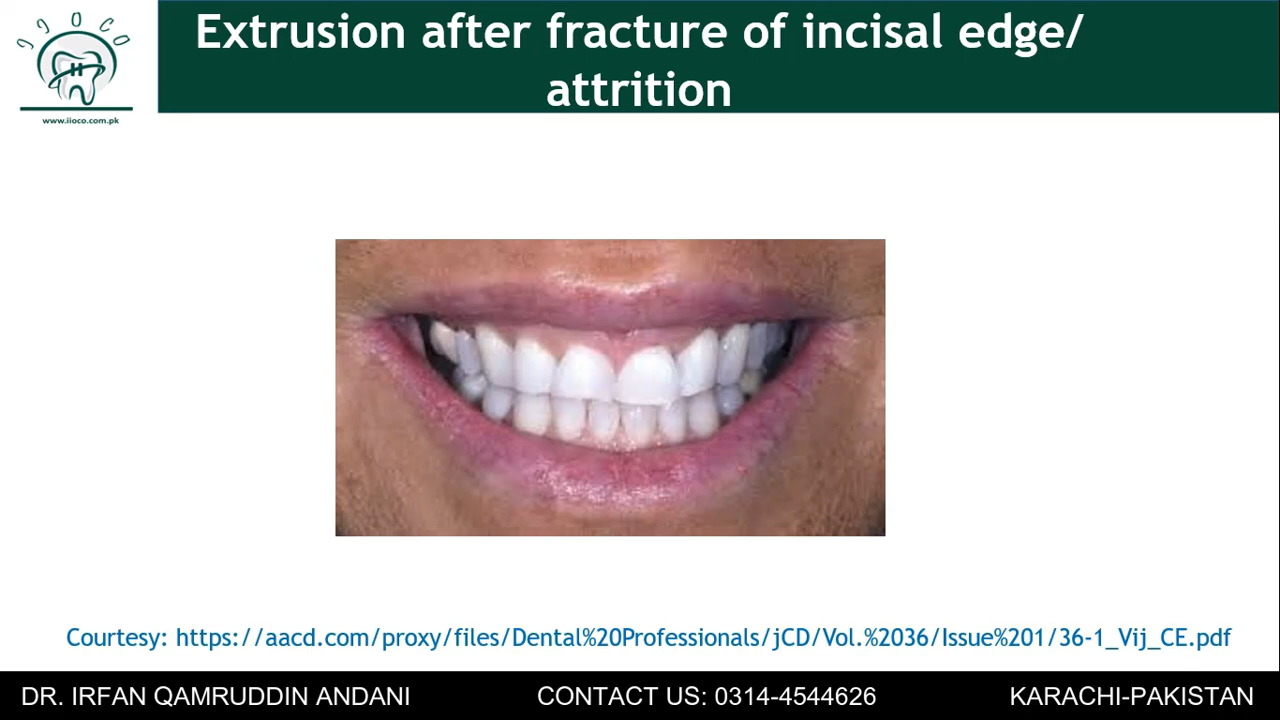 IJOCO
www.iioco.com.pk
Extrusion after fracture of incisal edge/
attrition
Courtesy: https://aacd.com/proxy/files/Dental%20Professionals/jCD/Vol.%2036/Issue%201/36-1_Vij_CE.pdf
DR. IRFAN QAMRUDDIN ANDANI
CONTACT US: 0314-4544626
KARACHI-PAKISTAN